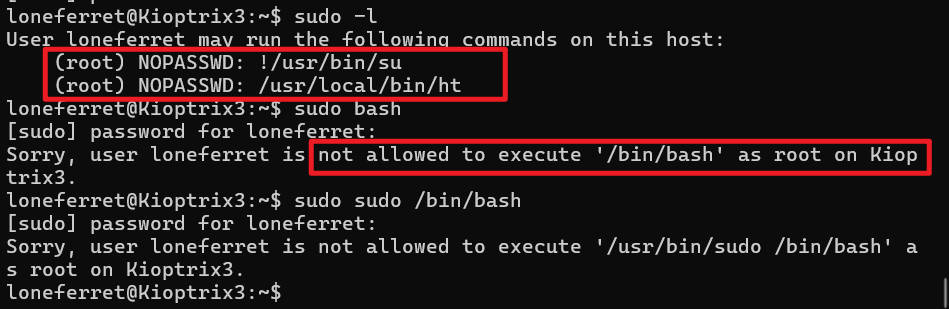 loneferret@Kioptrix3:~$ sudo -l
User loneferret may run the following commands on this host:
    (root) NOPASSWD: !/usr/bin/su
    (root) NOPASSWD: /usr/local/bin/ht
loneferret@Kioptrix3:~$ sudo bash
[sudo] password for loneferret:
Sorry, user loneferret is not allowed to execute '/bin/bash' as root on Kiop
trix3.
loneferret@Kioptrix3:~$ sudo sudo /bin/bash
[sudo] password for loneferret:
Sorry, user loneferret is not allowed to execute '/usr/bin/sudo /bin/bash' a
s root on Kioptrix3.
loneferret@Kioptrix3:~$